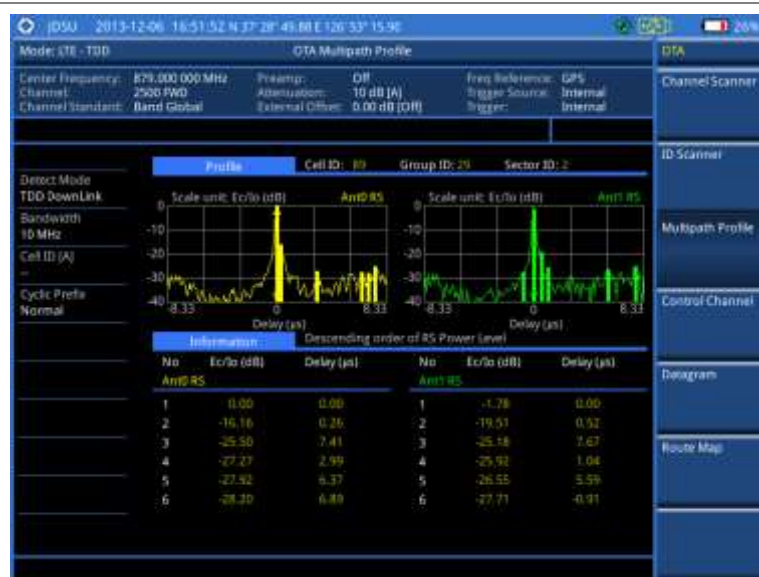 JDSU 2013-12-06 16:51:52 N 37° 28' 49.88 E 126° 53' 15.90 26%
Mode: LTE - TDD OTA Multipath Profile OTA
Center Frequency: 879.000 000 MHz Preamp: Off Freq Reference: GPS
Channel: 2500 FWD Attenuation: 10 dB [A] Trigger Source: Internal
Channel Standard: Band Global External Offset: 0.00 dB [Off] Trigger: Internal
Channel Scanner
ID Scanner
Multipath Profile
Control Channel
Datagram
Route Map
Detect Mode
TDD DownLink
Bandwidth
10 MHz
Cell ID [A]
--
Cyclic Prefix
Normal
Profile Cell ID: 89 Group ID: 29 Sector ID: 2
Scale unit: Ec/Io (dB) Ant0 RS
0
-10
-20
-30
-40
-8.33 0 8.33
Delay (µs)
Scale unit: Ec/Io (dB) Ant1 RS
0
-10
-20
-30
-40
-8.33 0 8.33
Delay (µs)
Information Descending order of RS Power Level
No Ec/Io (dB) Delay (µs) No Ec/Io (dB) Delay (µs)
Ant0 RS Ant1 RS
1 0.00 0.00 1 -1.78 0.00
2 -16.16 0.26 2 -19.51 0.52
3 -25.50 7.41 3 -25.18 7.67
4 -27.27 2.99 4 -25.92 1.04
5 -27.92 6.37 5 -26.55 5.59
6 -28.20 6.89 6 -27.71 -0.91